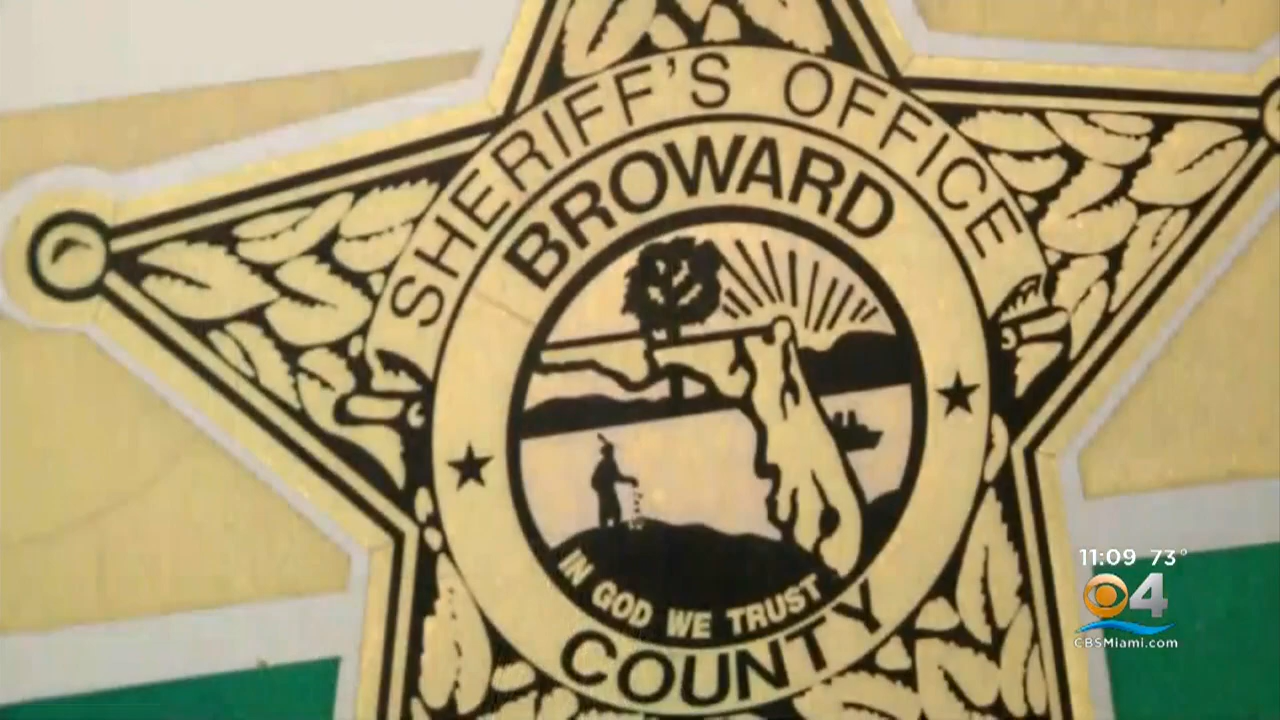 SHERIFF'S OFFICE
BROWARD
IN GOD WE TRUST
COUNTY
11:09 73°
4
CBSMiami.com